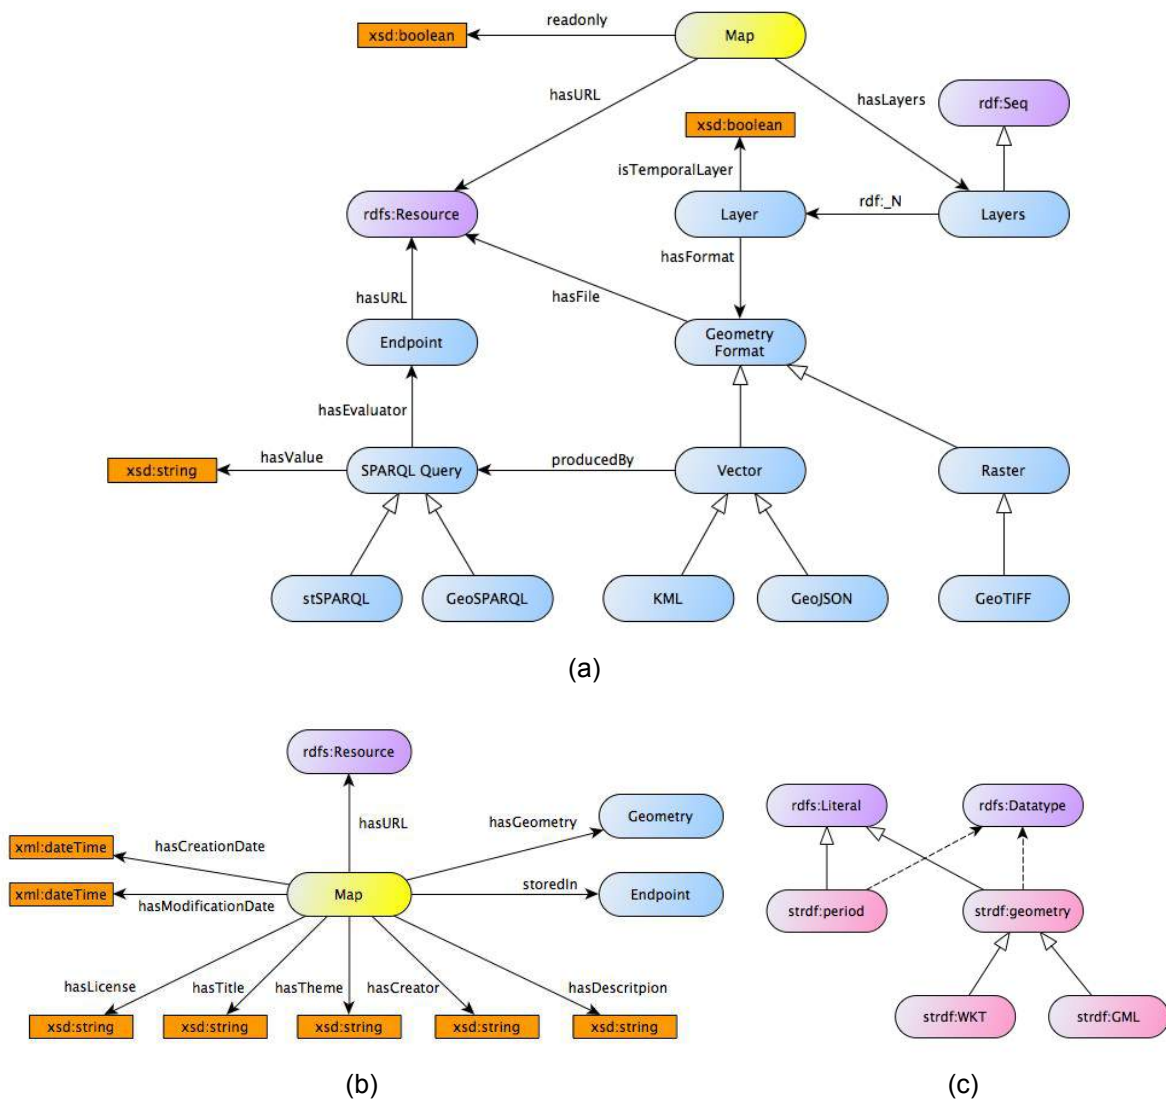 readonly
xsd:boolean
Map
hasURL
hasLayers
rdf:Seq
xsd:boolean
isTemporalLayer
rdfs:Resource
Layer
rdf:_N
Layers
hasFormat
hasURL
hasFile
Endpoint
Geometry
Format
hasEvaluator
xsd:string
hasValue
SPARQL Query
producedBy
Vector
Raster
stSPARQL
GeoSPARQL
KML
GeoJSON
GeoTIFF
(a)
rdfs:Resource
hasURL
hasGeometry
Geometry
xml:dateTime
hasCreationDate
xml:dateTime
hasModificationDate
Map
storedIn
Endpoint
hasLicense
hasTitle
hasTheme
hasCreator
hasDescritpion
xsd:string
xsd:string
xsd:string
xsd:string
xsd:string
(b)
rdfs:Literal
rdfs:Datatype
strdf:period
strdf:geometry
strdf:WKT
strdf:GML
(c)